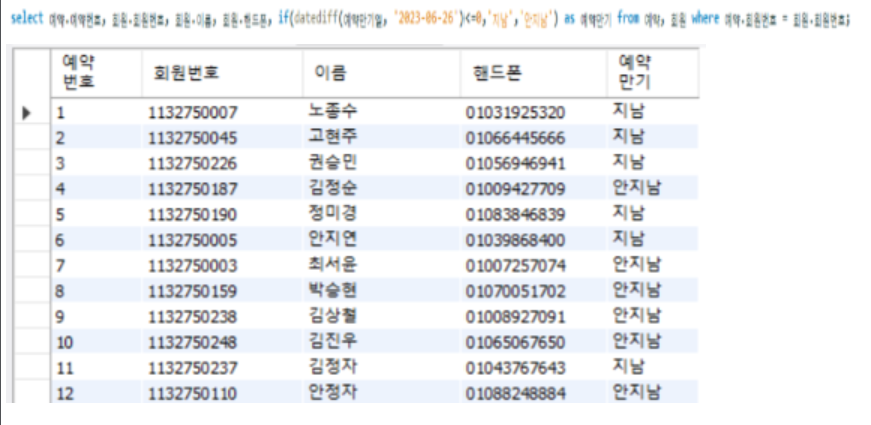 select 예약.예약번호, 회원.회원번호, 회원.이름, 회원.핸드폰, if(datediff(예약만기일, '2023-06-26')<=0,'지남','안지남') as 예약만기 from 예약, 회원 where 예약.회원번호 = 회원.회원번호;
예약번호 회원번호 이름 핸드폰 예약만기
1 1132750007 노종수 01031925320 지남
2 1132750045 고현주 01066445666 지남
3 1132750226 권승민 01056946941 지남
4 1132750187 김정순 01009427709 안지남
5 1132750190 정미경 01083846839 지남
6 1132750005 안지연 01039868400 지남
7 1132750003 최서윤 01007257074 안지남
8 1132750159 박승현 01070051702 안지남
9 1132750238 김상철 01008927091 안지남
10 1132750248 김진우 01065067650 안지남
11 1132750237 김정자 01043767643 지남
12 1132750110 안정자 01088248884 안지남